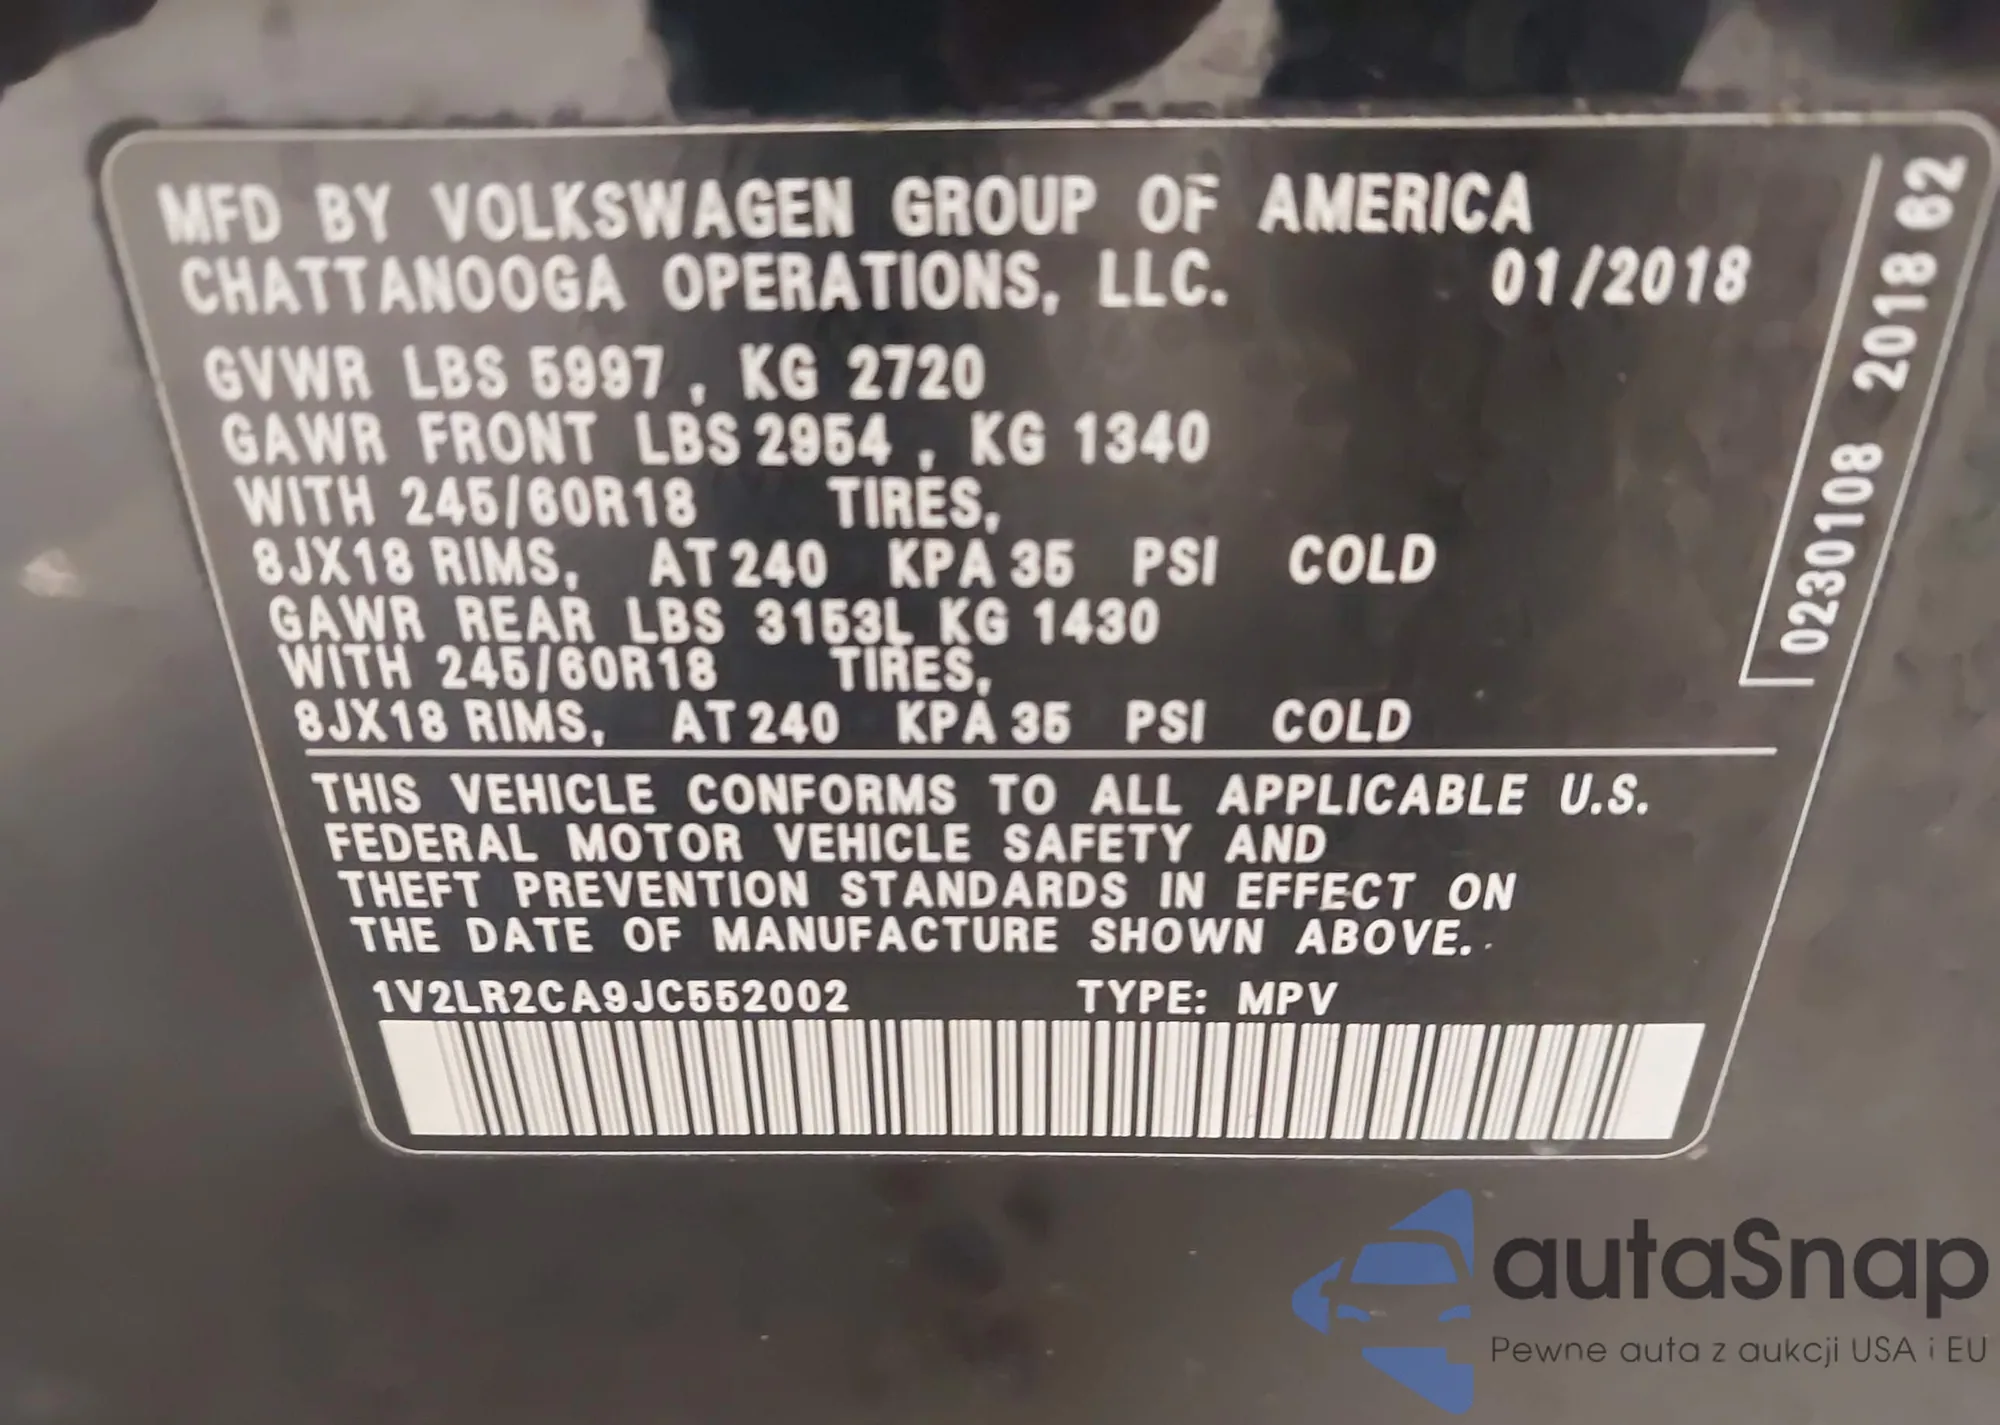 MFD BY VOLKSWAGEN GROUP OF AMERICA
CHATTANOOGA OPERATIONS, LLC. 01/2018
GVWR LBS 5997 , KG 2720
GAWR FRONT LBS 2954 , KG 1340
WITH 245/60R18 TIRES,
8JX18 RIMS, AT 240 KPA 35 PSI COLD
GAWR REAR LBS 3153L KG 1430
WITH 245/60R18 TIRES,
8JX18 RIMS, AT 240 KPA 35 PSI COLD
THIS VEHICLE CONFORMS TO ALL APPLICABLE U.S.
FEDERAL MOTOR VEHICLE SAFETY AND
THEFT PREVENTION STANDARDS IN EFFECT ON
THE DATE OF MANUFACTURE SHOWN ABOVE.
1V2LR2CA9JC552002 TYPE: MPV
0230108 2018 62
autaSnap
Pewne auta z aukcji USA i EU